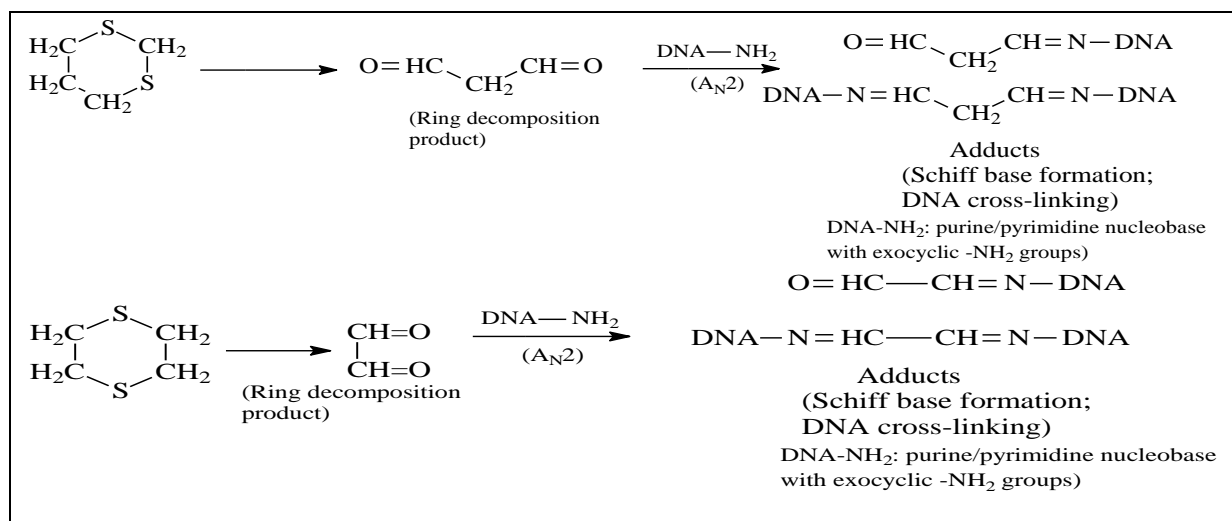 S
H₂C CH₂
H₂C S
CH₂
O=HC CH=O
CH₂
(Ring decomposition
product)
DNA—NH₂
(A_N2)
O=HC CH=N—DNA
CH₂
DNA—N=HC CH=N—DNA
CH₂
Adducts
(Schiff base formation;
DNA cross-linking)
DNA-NH₂: purine/pyrimidine nucleobase
with exocyclic -NH₂ groups)
S
H₂C CH₂
H₂C CH₂
S
CH=O
CH=O
(Ring decomposition
product)
DNA—NH₂
(A_N2)
O=HC—CH=N—DNA
DNA—N=HC—CH=N—DNA
Adducts
(Schiff base formation;
DNA cross-linking)
DNA-NH₂: purine/pyrimidine nucleobase
with exocyclic -NH₂ groups)